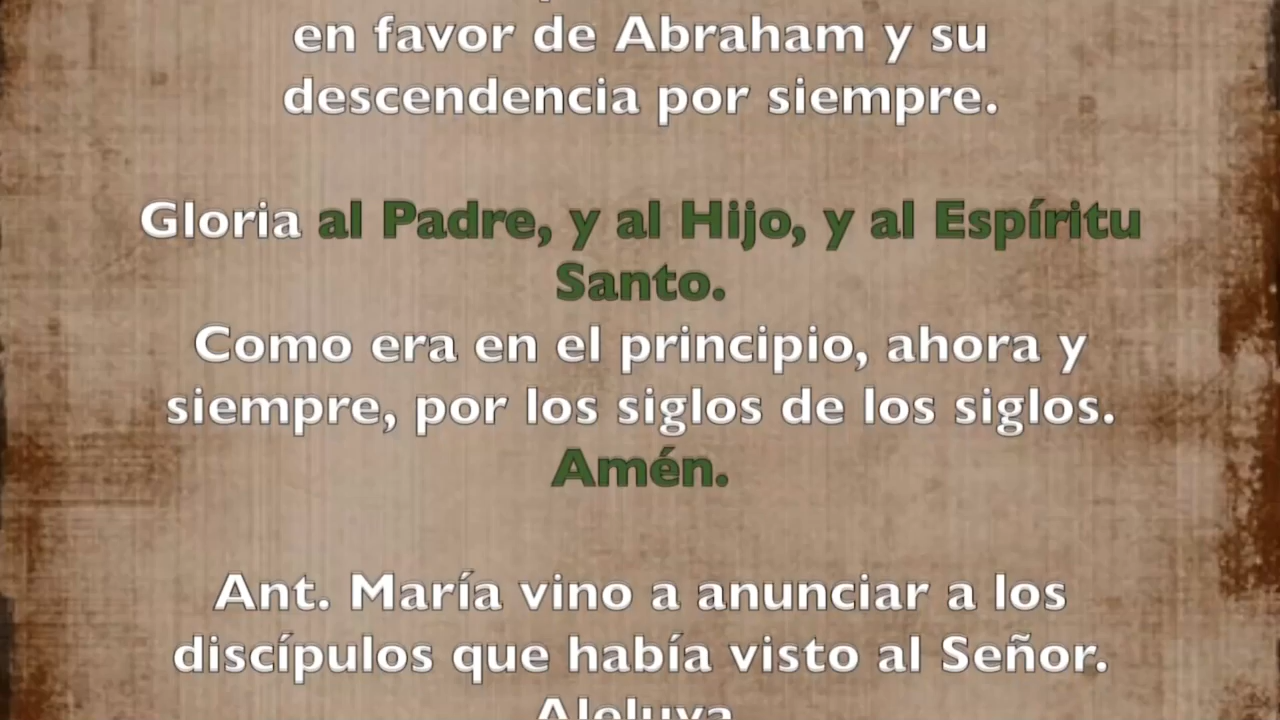 en favor de Abraham y su
descendencia por siempre.
Gloria al Padre, y al Hijo, y al Espíritu
Santo.
Como era en el principio, ahora y
siempre, por los siglos de los siglos.
Amén.
Ant. María vino a anunciar a los
discípulos que había visto al Señor.
Aleluya